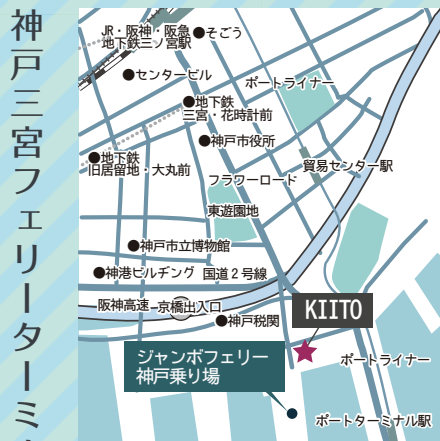 神戸三宮フェリーターミ
JR・阪神・阪急
地下鉄三ノ宮駅
そごう
センタービル
ポートライナー
地下鉄
三宮・花時計前
神戸市役所
地下鉄
旧居留地・大丸前
貿易センター駅
フラワーロード
東遊園地
神戸市立博物館
神港ビルヂング
国道2号線
阪神高速
京橋出入口
KIITO
神戸税関
ジャンボフェリー
神戸乗り場
ポートライナー
ポートターミナル駅